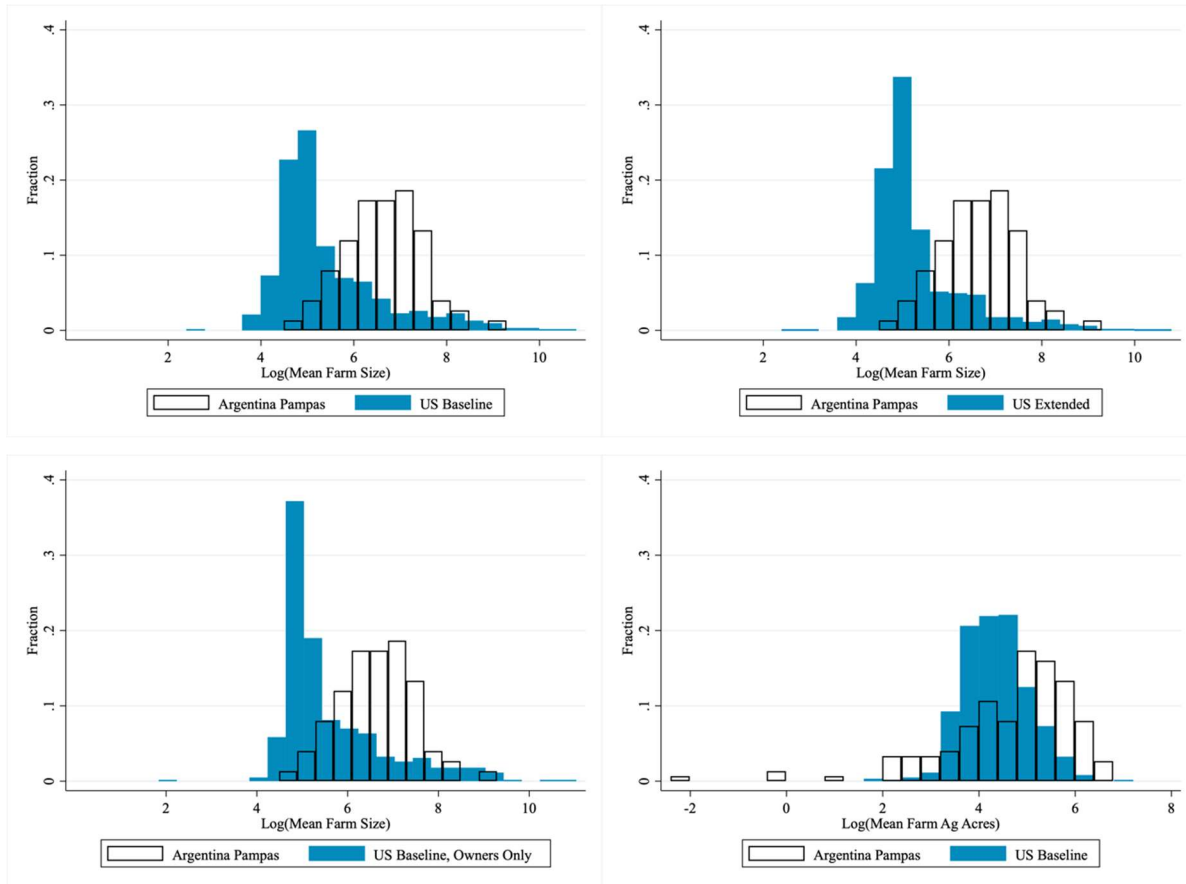 .4
.3
.2
.1
0
Fraction
2 4 6 8 10
Log(Mean Farm Size)
Argentina Pampas US Baseline
.4
.3
.2
.1
0
Fraction
2 4 6 8 10
Log(Mean Farm Size)
Argentina Pampas US Extended
.4
.3
.2
.1
0
Fraction
2 4 6 8 10
Log(Mean Farm Size)
Argentina Pampas US Baseline, Owners Only
.4
.3
.2
.1
0
Fraction
-2 0 2 4 6 8
Log(Mean Farm Ag Acres)
Argentina Pampas US Baseline